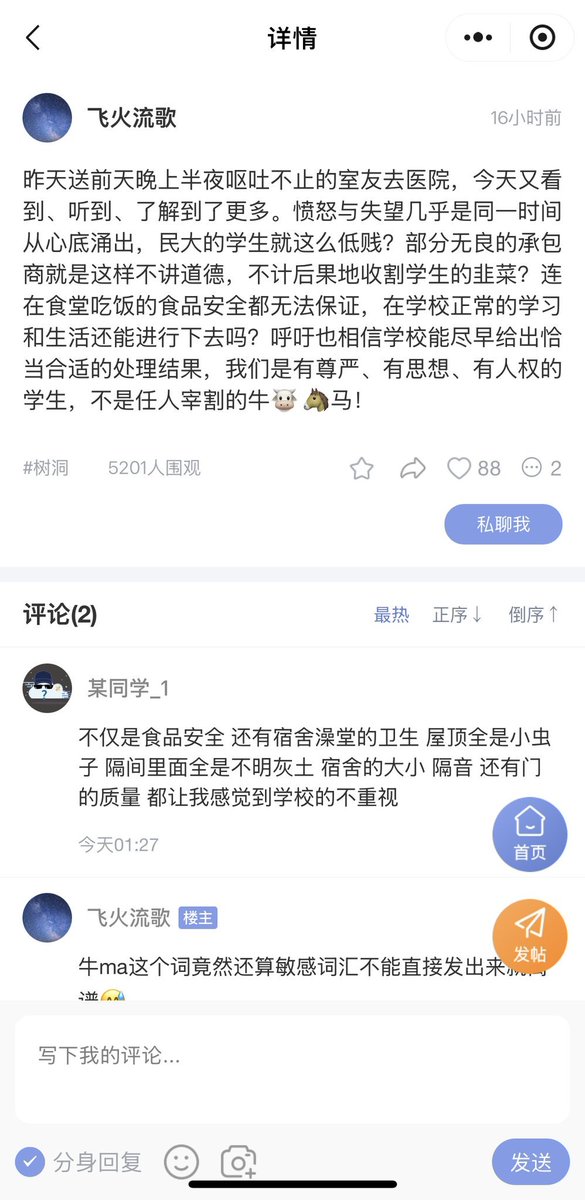 详情
飞火流歌
16小时前
昨天送前天晚上半夜呕吐不止的室友去医院，今天又看
到、听到、了解到了更多。愤怒与失望几乎是同一时间
从心底涌出，民大的学生就这么低贱？部分无良的承包
商就是这样不讲道德，不计后果地收割学生的韭菜？连
在食堂吃饭的食品安全都无法保证，在学校正常的学习
和生活还能进行下去吗？呼吁也相信学校能尽早给出恰
当合适的处理结果，我们是有尊严、有思想、有人权的
学生，不是任人宰割的牛🐮🐴马！
#树洞 5201人围观 88 2
私聊我
评论(2) 最热 正序↓ 倒序↑
某同学_1
不仅是食品安全 还有宿舍澡堂的卫生 屋顶全是小虫
子 隔间里面全是不明灰土 宿舍的大小 隔音 还有门
的质量 都让我感觉到学校的不重视
今天01:27
首页
飞火流歌 楼主
发帖
牛ma这个词竟然还算敏感词汇不能直接发出来
谱😅
写下我的评论...
分身回复 发送